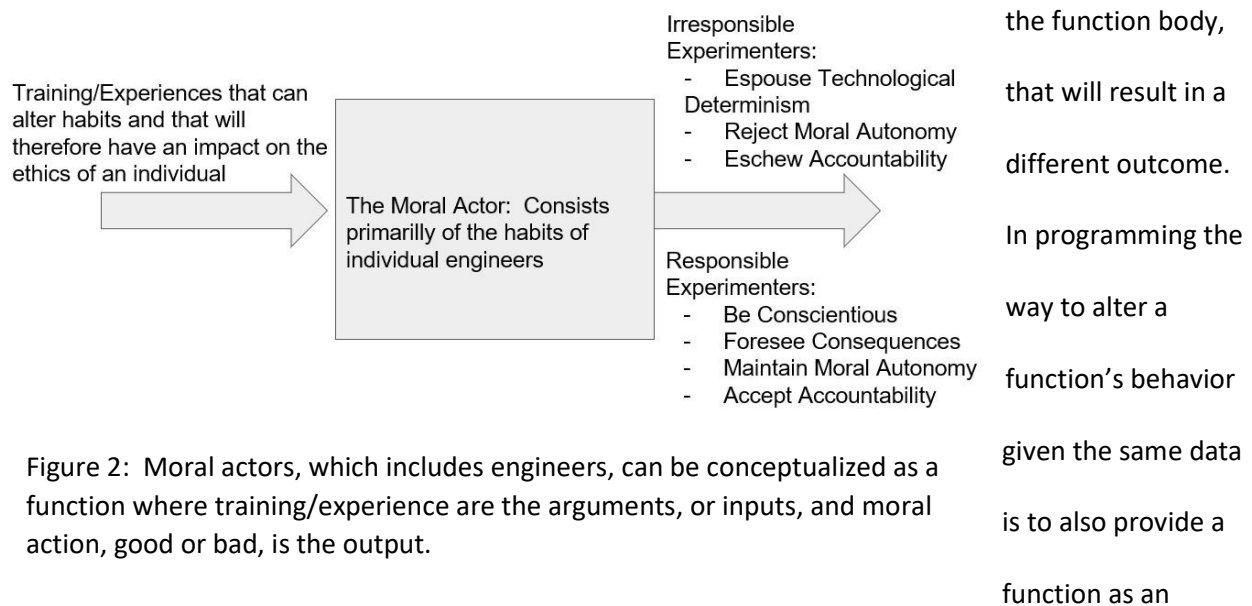 Training/Experiences that can
alter habits and that will
therefore have an impact on the
ethics of an individual
The Moral Actor: Consists
primarilly of the habits of
individual engineers
Irresponsible
Experimenters:
- Espouse Technological
Determinism
- Reject Moral Autonomy
- Eschew Accountability
Responsible
Experimenters:
- Be Conscientious
- Foresee Consequences
- Maintain Moral Autonomy
- Accept Accountability
Figure 2: Moral actors, which includes engineers, can be conceptualized as a
function where training/experience are the arguments, or inputs, and moral
action, good or bad, is the output.
the function body,
that will result in a
different outcome.
In programming the
way to alter a
function’s behavior
given the same data
is to also provide a
function as an